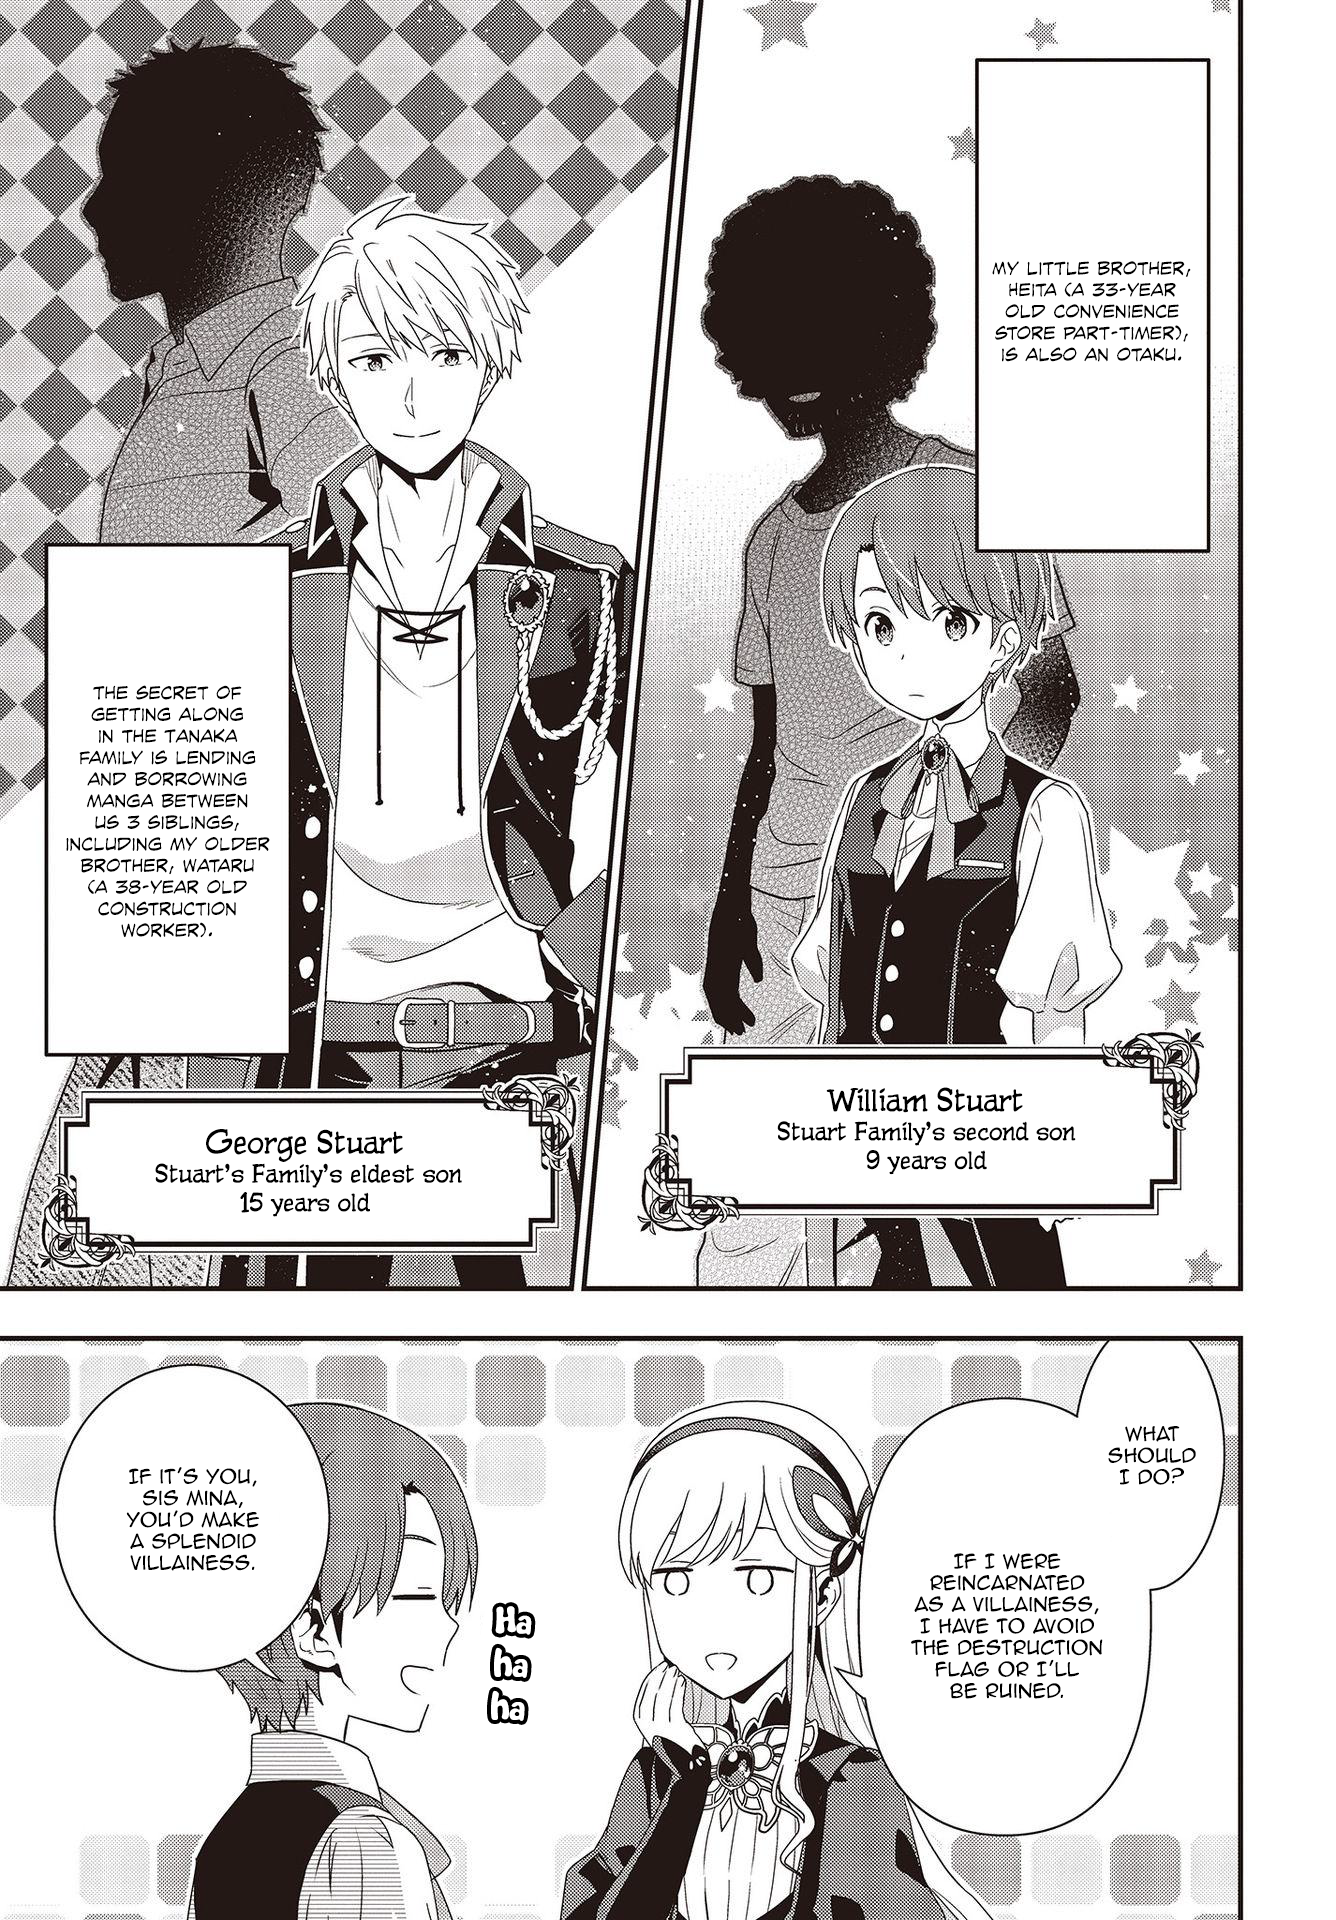 MY LITTLE BROTHER,
HEITA (A 33-YEAR
OLD CONVENIENCE
STORE PART-TIMER),
IS ALSO AN OTAKU.
William Stuart
Stuart Family's second son
9 years old
THE SECRET OF
GETTING ALONG
IN THE TANAKA
FAMILY IS LENDING
AND BORROWING
MANGA BETWEEN
US 3 SIBLINGS,
INCLUDING MY OLDER
BROTHER, WATARU
(A 38-YEAR OLD
CONSTRUCTION
WORKER).
George Stuart
Stuart's Family's eldest son
15 years old
WHAT
SHOULD
I DO?
IF I WERE
REINCARNATED
AS A VILLAINESS,
I HAVE TO AVOID
THE DESTRUCTION
FLAG OR I'LL
BE RUINED.
Ha
ha
ha
IF IT'S YOU,
SIS MINA,
YOU'D MAKE
A SPLENDID
VILLAINESS.